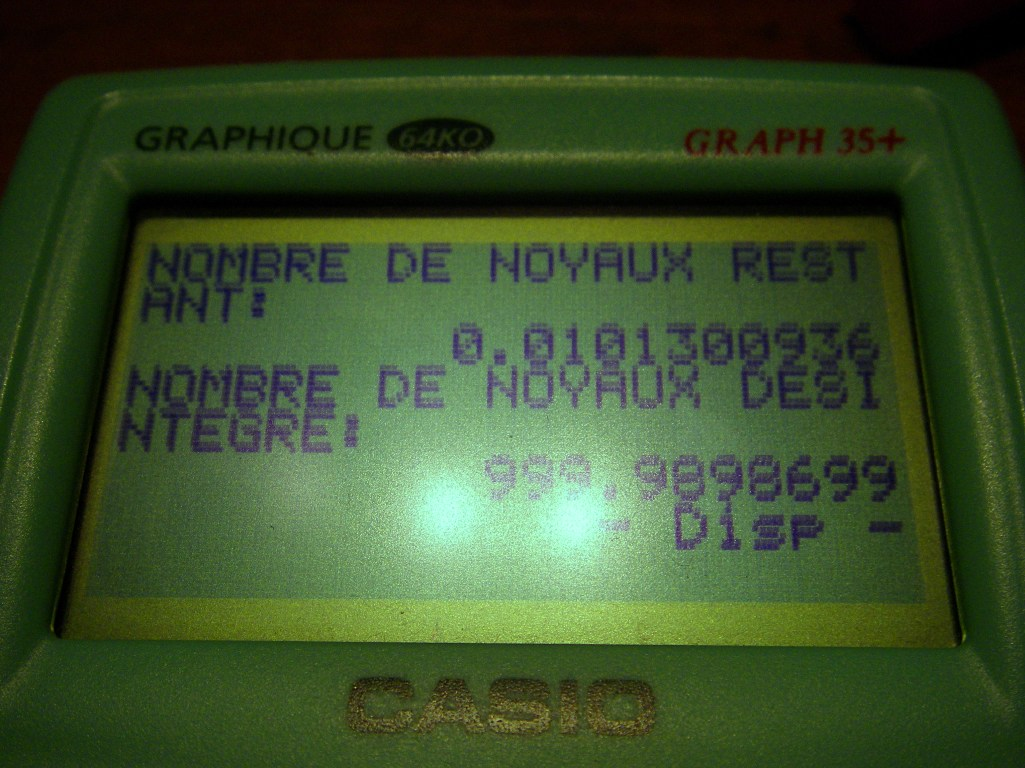 GRAPHIQUE 64KO GRAPH 35+
NOMBRE DE NOYAUX REST
ANT:
0.0101300936
NOMBRE DE NOYAUX DESI
NTEGRE:
999.9898699
- Disp -
CASIO